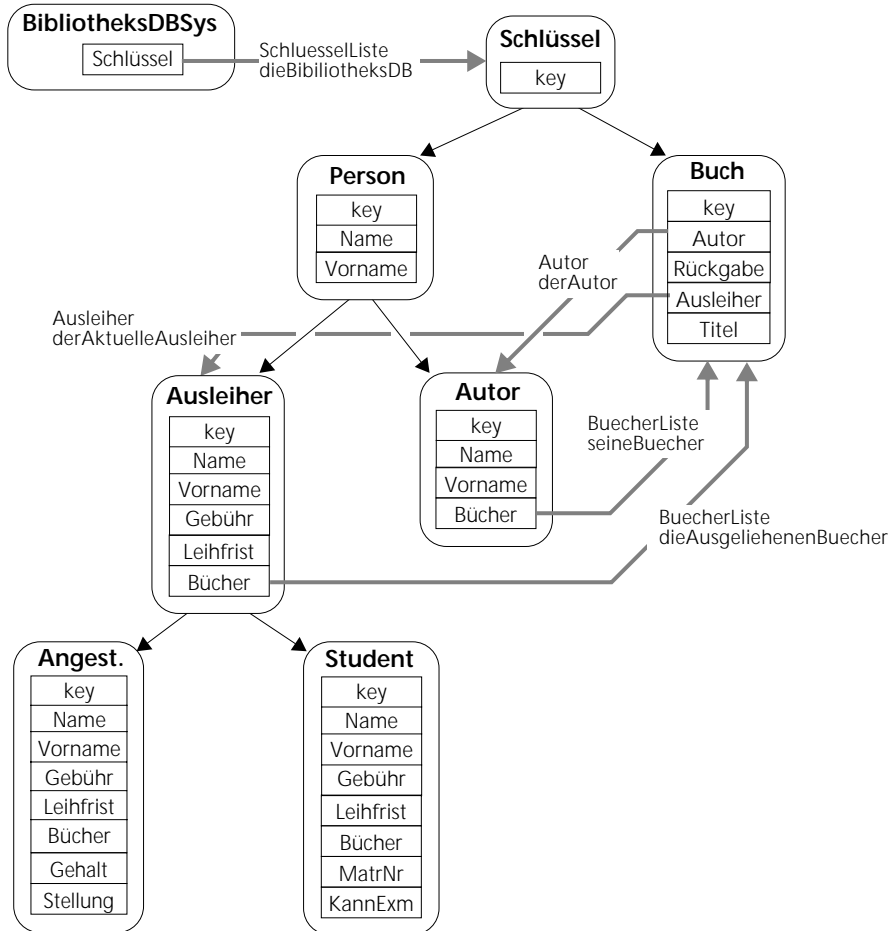 BibliotheksDBSys
Schlüssel
SchluesselListe
dieBibiliotheksDB
Schlüssel
key
Person
key
Name
Vorname
Buch
key
Autor
Rückgabe
Ausleiher
Titel
Autor
derAutor
Ausleiher
derAktuelleAusleiher
Ausleiher
key
Name
Vorname
Gebühr
Leihfrist
Bücher
Autor
key
Name
Vorname
Bücher
BuecherListe
seineBuecher
BuecherListe
dieAusgeliehenenBuecher
Angest.
key
Name
Vorname
Gebühr
Leihfrist
Bücher
Gehalt
Stellung
Student
key
Name
Vorname
Gebühr
Leihfrist
Bücher
MatrNr
KannExm